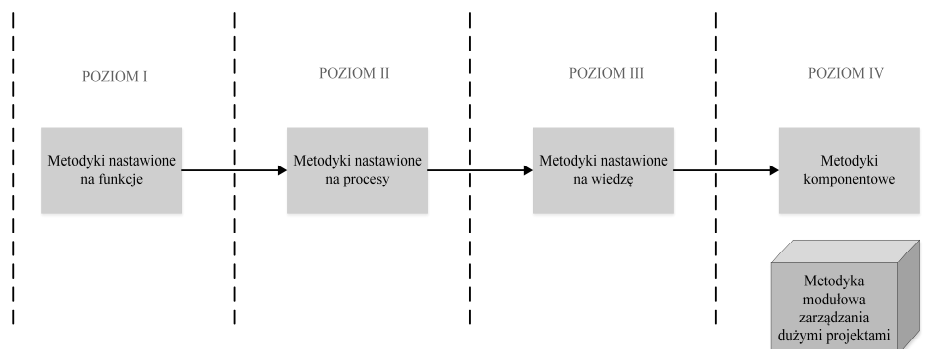 POZIOM I
POZIOM II
POZIOM III
POZIOM IV
Metodyki nastawione
na funkcje
Metodyki nastawione
na procesy
Metodyki nastawione
na wiedzę
Metodyki
komponentowe
Metodyka
modułowa
zarządzania
dużymi projektami